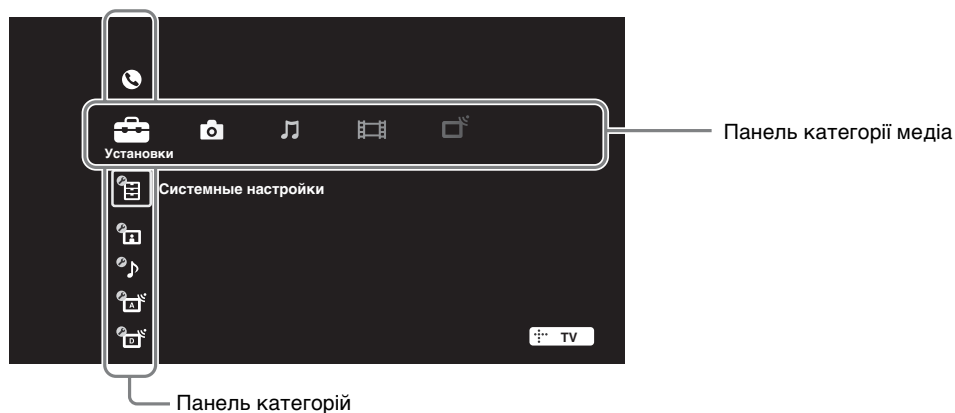 Панель категорії медіа
Установки
Системные настройки
A
D
TV
Панель категорій